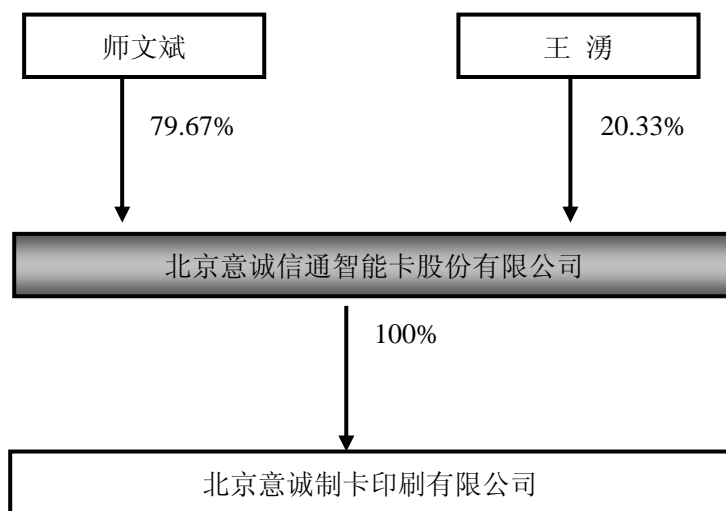 师文斌
王 湧
79.67%
20.33%
北京意诚信通智能卡股份有限公司
100%
北京意诚制卡印刷有限公司